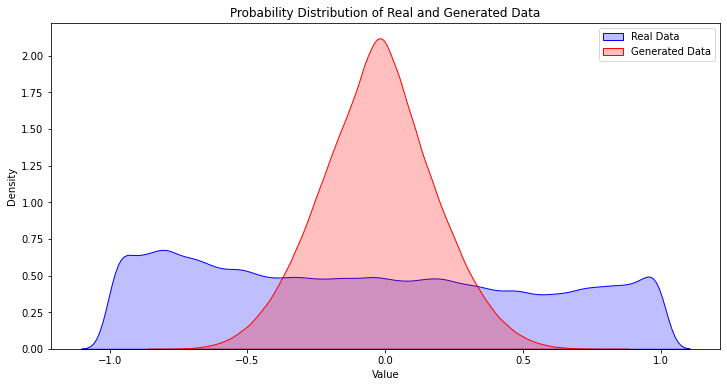 Probability Distribution of Real and Generated Data
Real Data
Generated Data
2.00
1.75
1.50
1.25
1.00
0.75
0.50
0.25
0.00
Density
−1.0 −0.5 0.0 0.5 1.0
Value